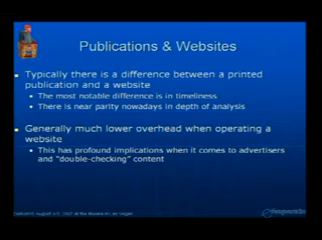 Publications & Websites
Typically there is a difference between a printed
publication and a website
The most notable difference is in timeliness
There is near parity nowadays in depth of analysis
Generally much lower overhead when operating a
website
This has profound implications when it comes to advertisers
and "double-checking" content